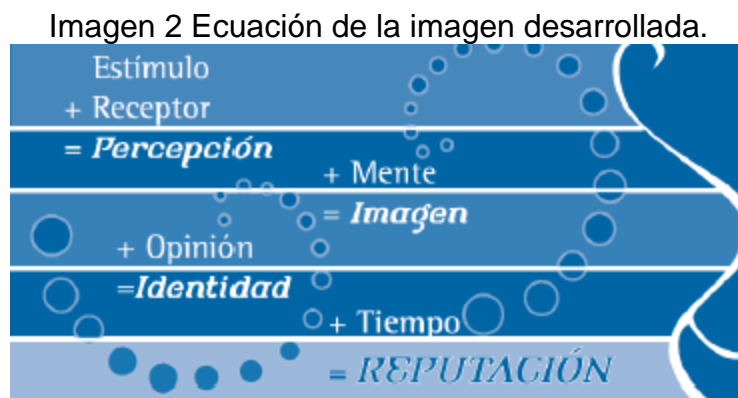 Imagen 2 Ecuación de la imagen desarrollada.
Estímulo
+ Receptor
= Percepción
+ Mente
= Imagen
+ Opinión
=Identidad
+ Tiempo
= REPUTACIÓN